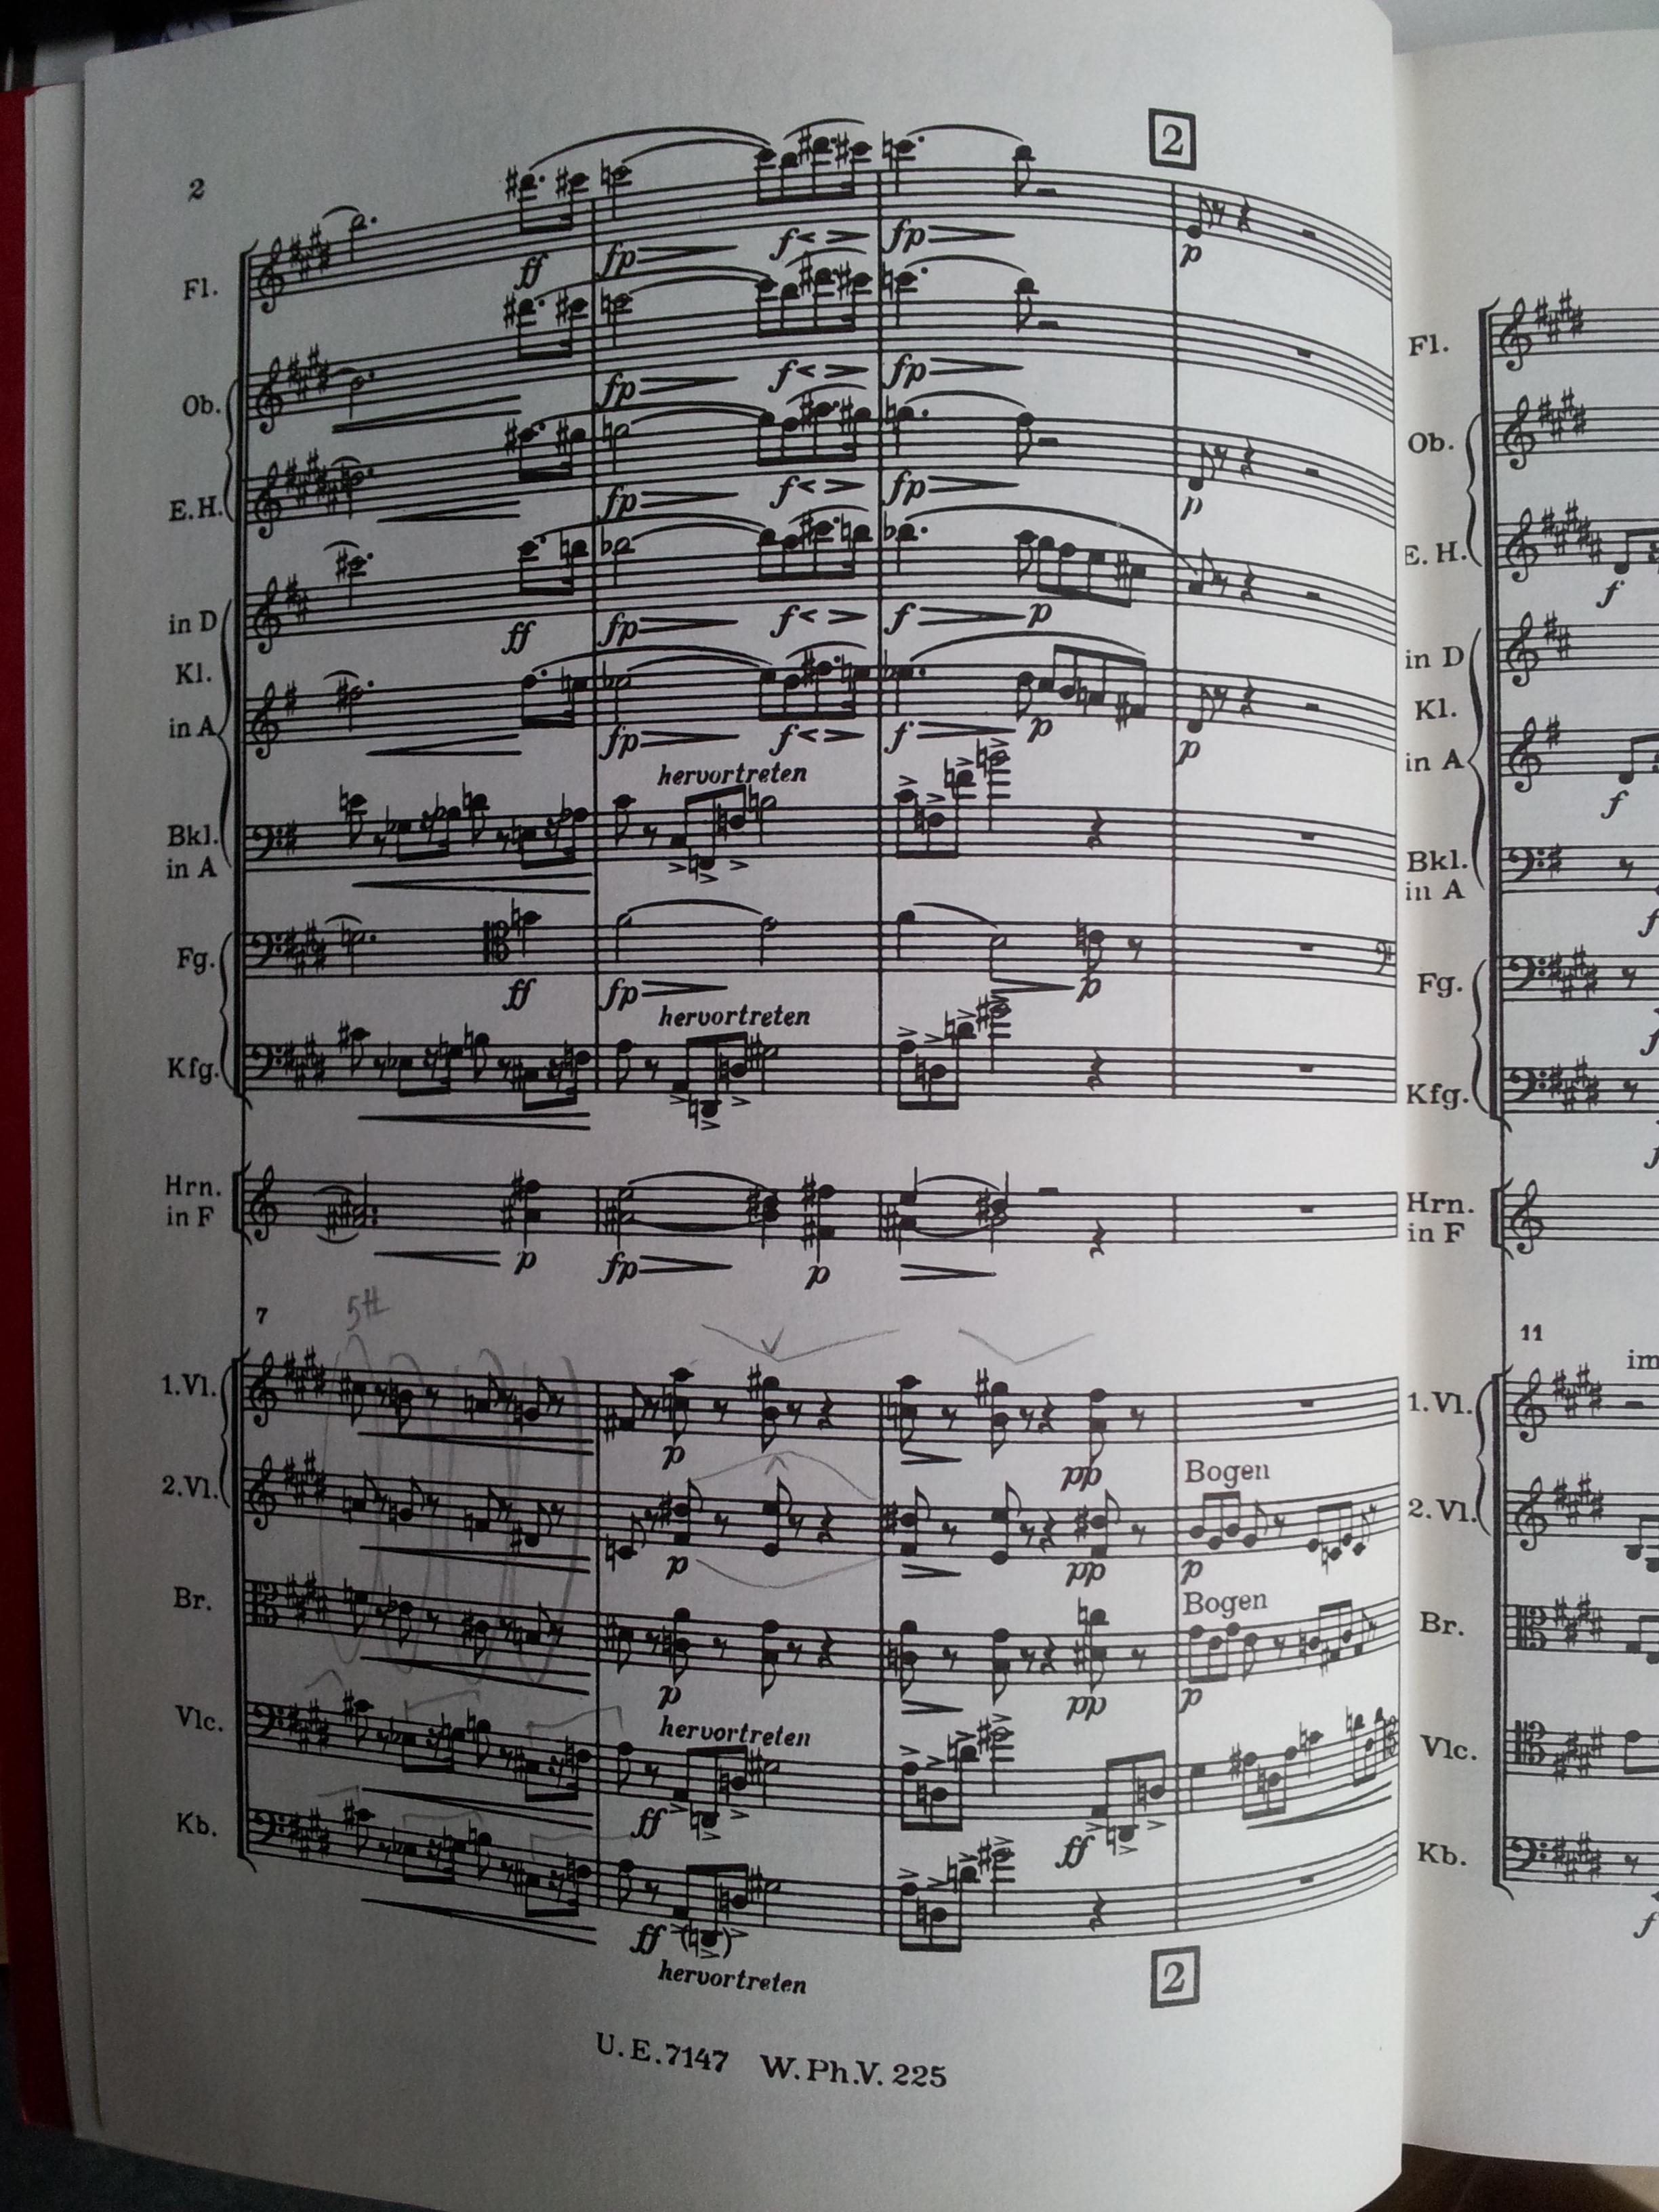 2
2
Fl.
ff
fp
f
fp
p
Ob.
fp
f
fp
E.H.
fp
f
fp
p
in D
ff
fp
f
f
p
Kl.
in A
fp
f
f
p
p
hervortreten
Bkl.
in A
Fg.
ff
fp
p
hervortreten
Kfg.
Hrn.
in F
p
fp
p
7
5#
1.Vl.
p
pp
2.Vl.
Bogen
p
pp
p
Br.
Bogen
p
pp
p
Vlc.
hervortreten
ff
ff
Kb.
ff
hervortreten
2
U.E.7147 W.Ph.V. 225
Fl.
Ob.
E.H.
f
in D
Kl.
in A
f
Bkl.
in A
f
Fg.
f
Kfg.
f
Hrn.
in F
11
im
1.Vl.
2.Vl.
Br.
Vlc.
Kb.
f